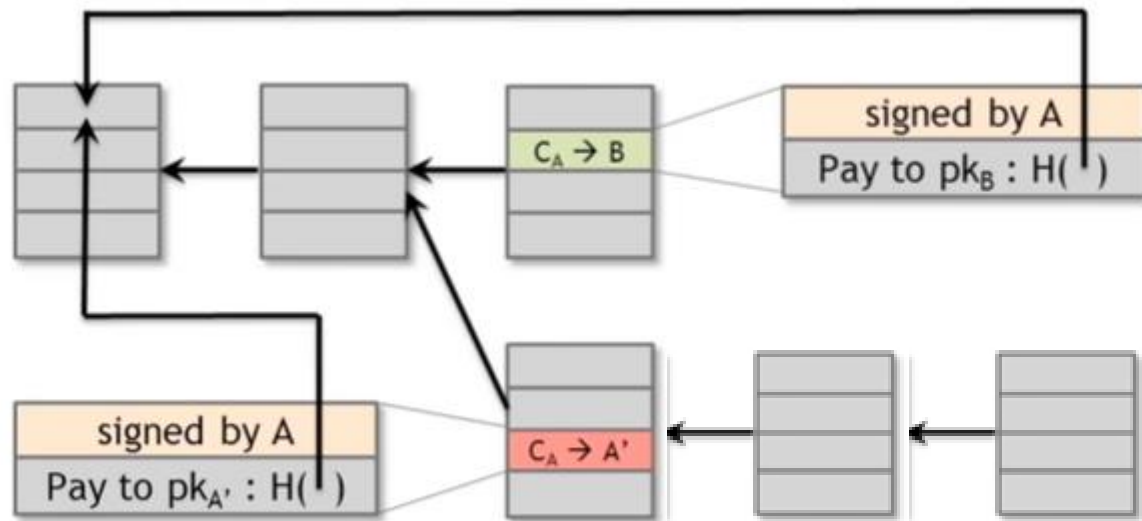 signed by A
Pay to pk_B : H( )
C_A → B
signed by A
Pay to pk_A' : H( )
C_A → A'